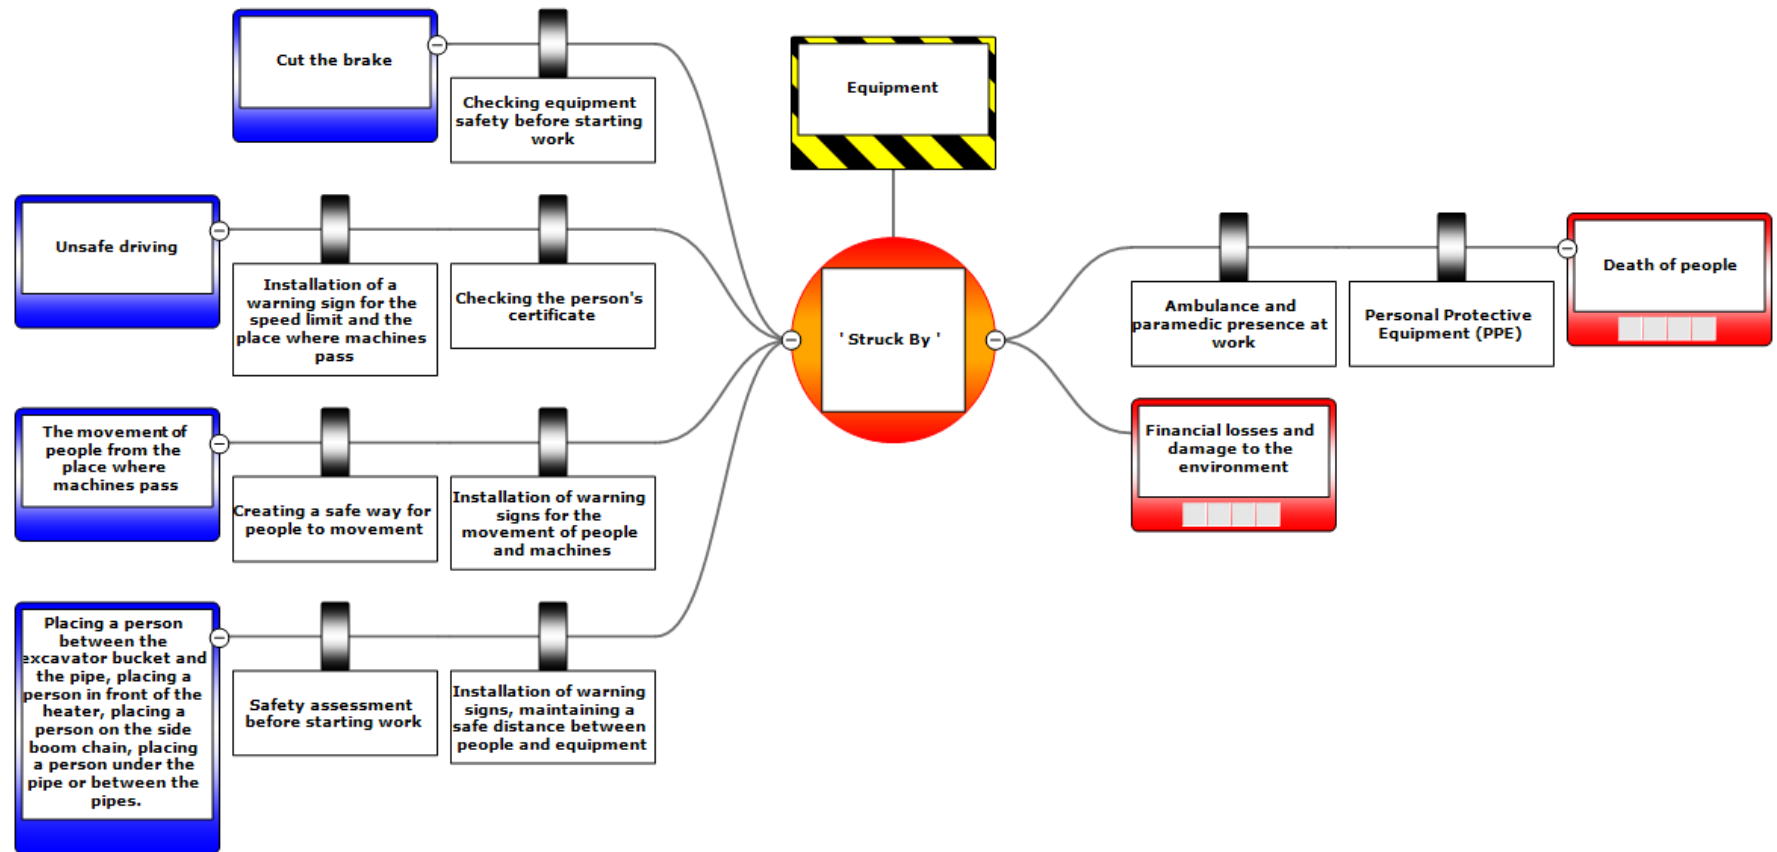 Cut the brake
Checking equipment
safety before starting
work
Equipment
Unsafe driving
Installation of a
warning sign for the
speed limit and the
place where machines
pass
Checking the person's
certificate
' Struck By '
Ambulance and
paramedic presence at
work
Personal Protective
Equipment (PPE)
Death of people
The movement of
people from the
place where
machines pass
Creating a safe way for
people to movement
Installation of warning
signs for the
movement of people
and machines
Financial losses and
damage to the
environment
Placing a person
between the
excavator bucket and
the pipe, placing a
person in front of the
heater, placing a
person on the side
boom chain, placing
a person under the
pipe or between the
pipes.
Safety assessment
before starting work
Installation of warning
signs, maintaining a
safe distance between
people and equipment